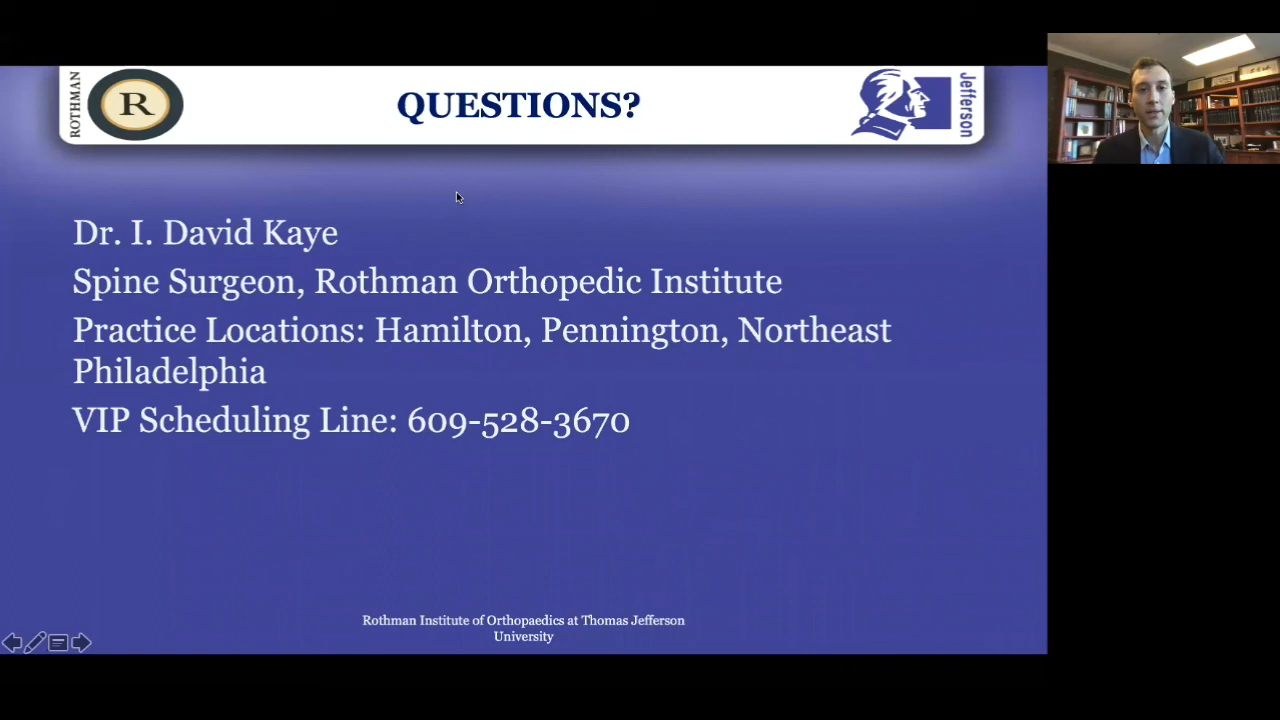 ROTHMAN
R
QUESTIONS?
Jefferson
Dr. I. David Kaye
Spine Surgeon, Rothman Orthopedic Institute
Practice Locations: Hamilton, Pennington, Northeast
Philadelphia
VIP Scheduling Line: 609-528-3670
Rothman Institute of Orthopaedics at Thomas Jefferson
University